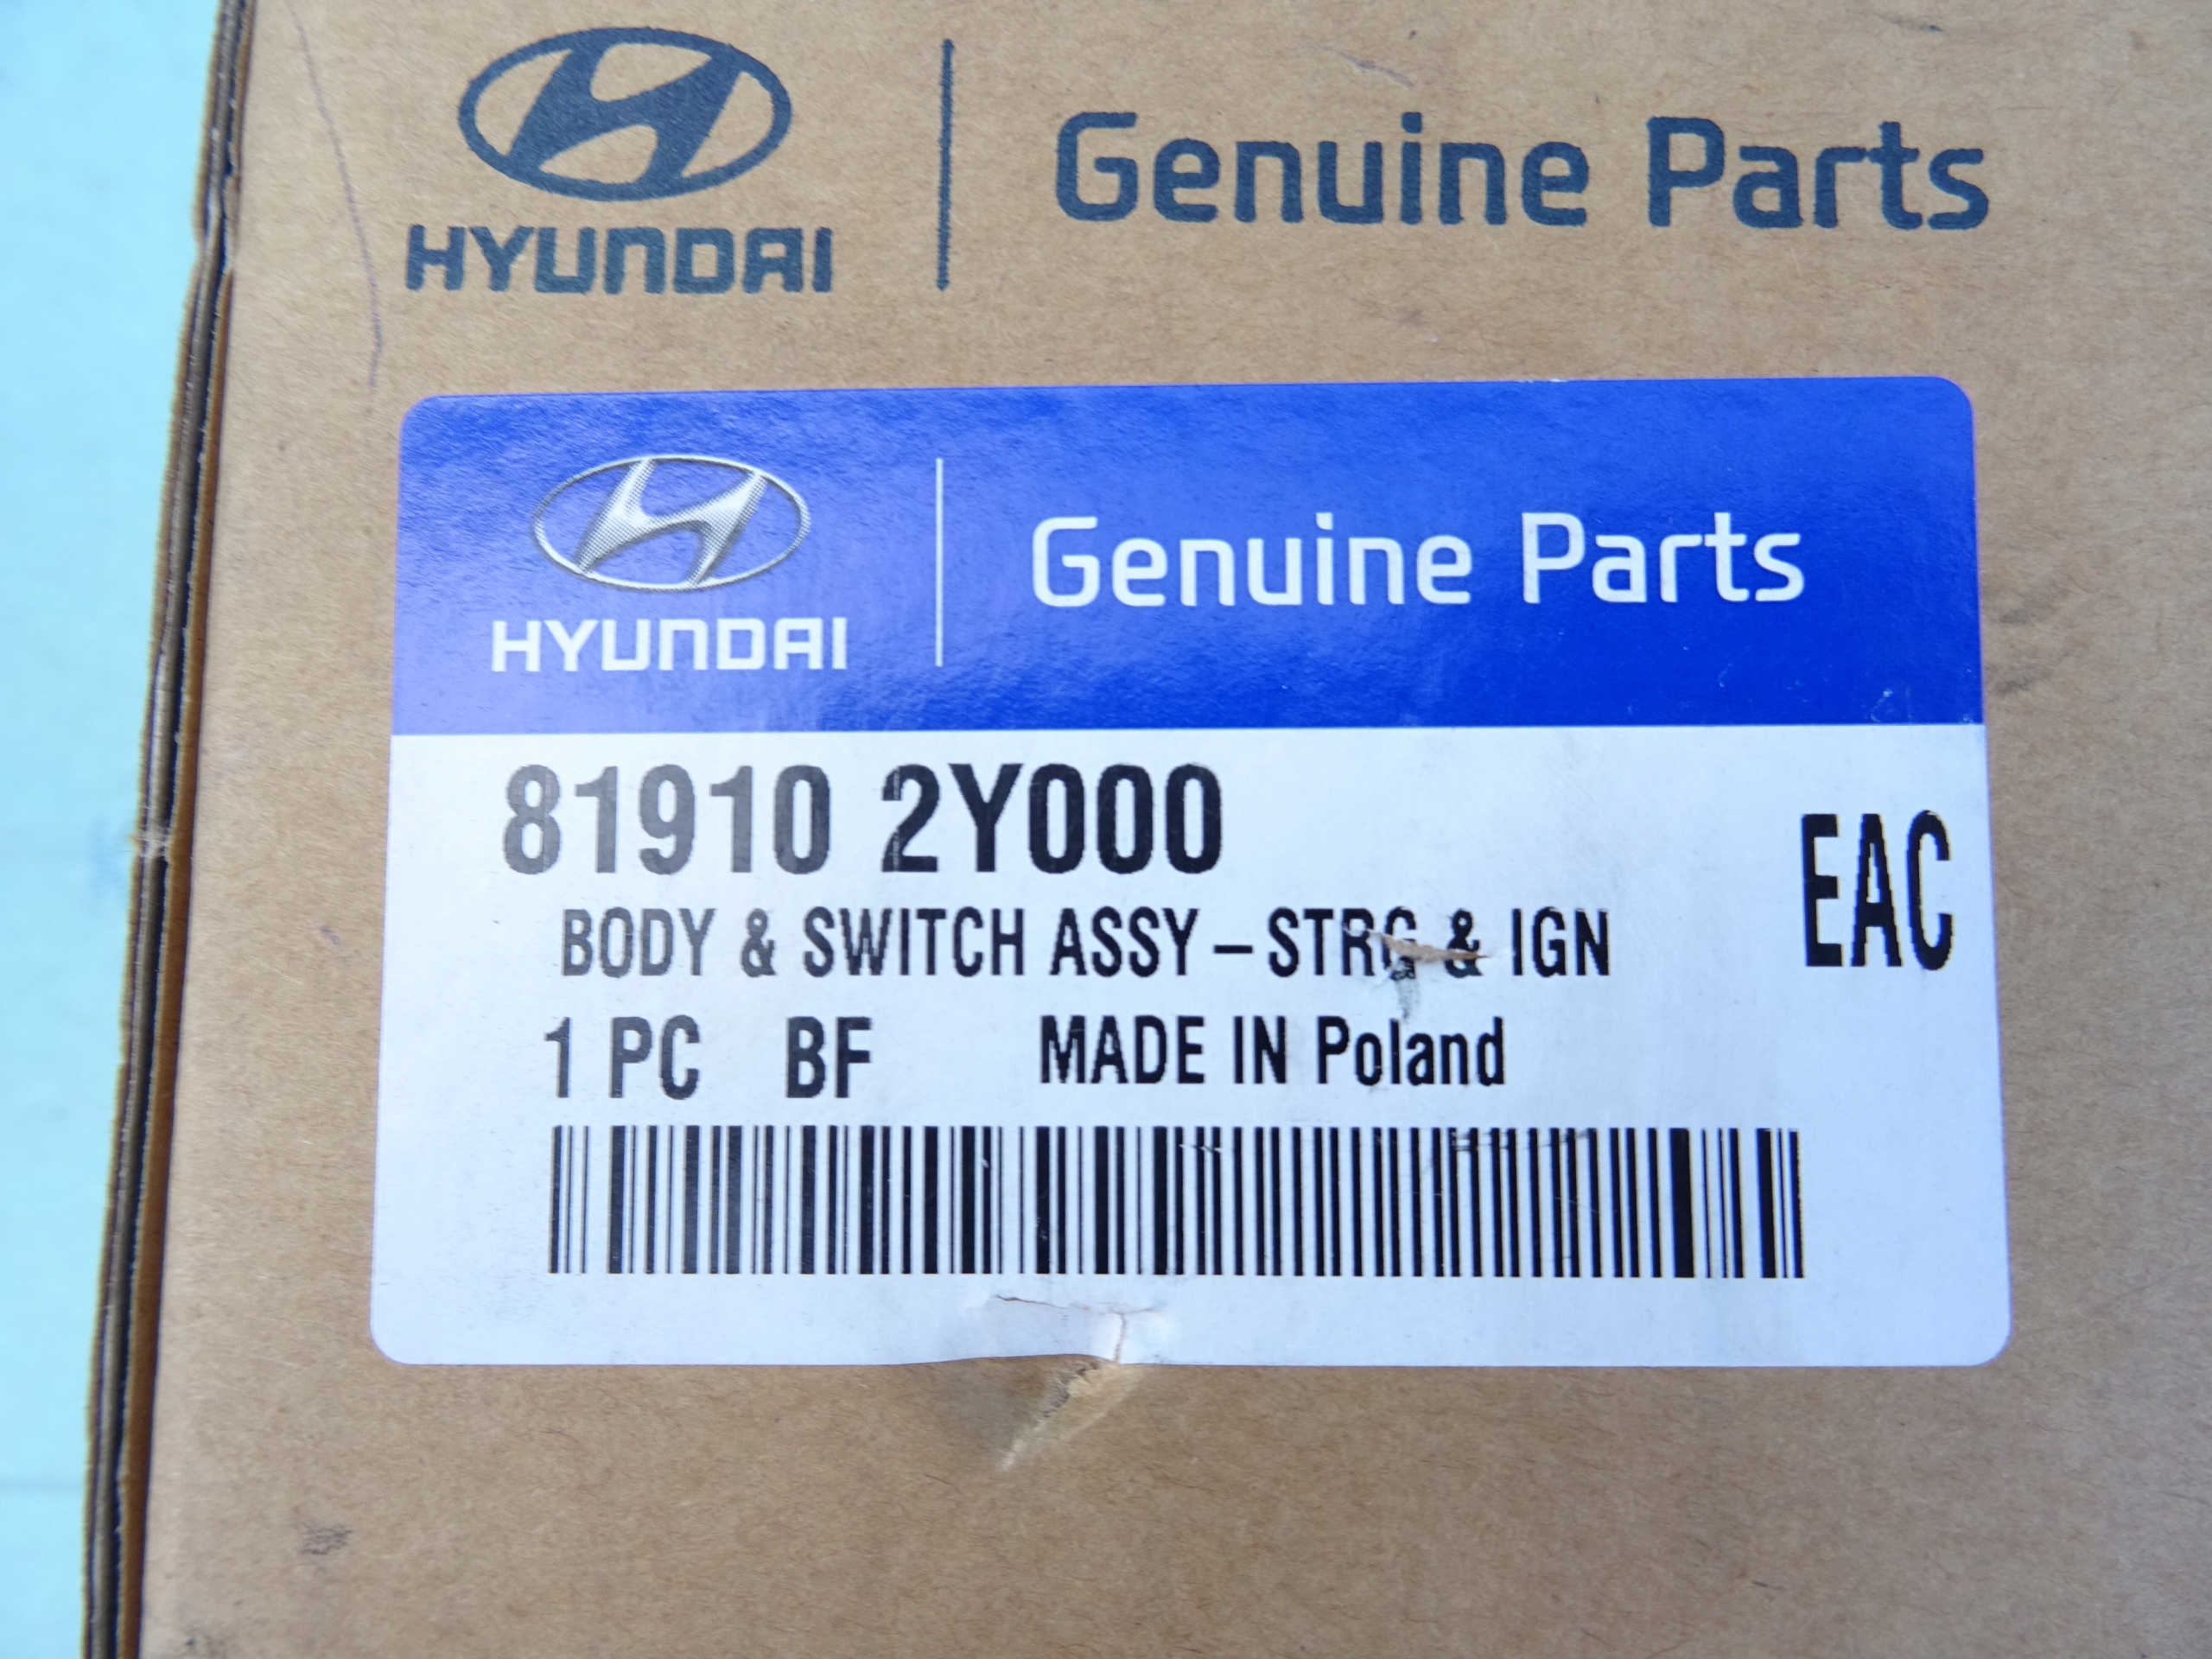 HYUNDAI
Genuine Parts
HYUNDAI
Genuine Parts
81910 2Y000
EAC
BODY & SWITCH ASSY – STRG & IGN
1 PC BF MADE IN Poland